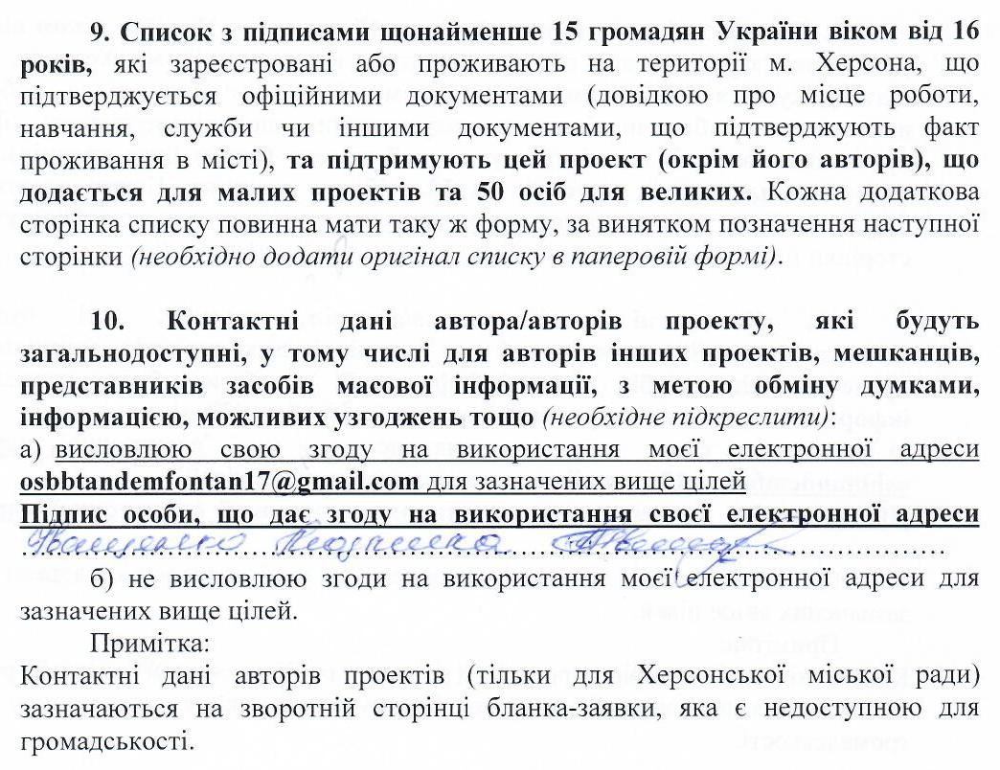 9. Список з підписами щонайменше 15 громадян України віком від 16
років, які зареєстровані або проживають на території м. Херсона, що
підтверджується офіційними документами (довідкою про місце роботи,
навчання, служби чи іншими документами, що підтверджують факт
проживання в місті), та підтримують цей проект (окрім його авторів), що
додається для малих проектів та 50 осіб для великих. Кожна додаткова
сторінка списку повинна мати таку ж форму, за винятком позначення наступної
сторінки (необхідно додати оригінал списку в паперовій формі).
10. Контактні дані автора/авторів проекту, які будуть
загальнодоступні, у тому числі для авторів інших проектів, мешканців,
представників засобів масової інформації, з метою обміну думками,
інформацією, можливих узгоджень тощо (необхідне підкреслити):
а) висловлюю свою згоду на використання моєї електронної адреси
osbbtandemfontan17@gmail.com для зазначених вище цілей
Підпис особи, що дає згоду на використання своєї електронної адреси
б) не висловлюю згоди на використання моєї електронної адреси для
зазначених вище цілей.
Примітка:
Контактні дані авторів проектів (тільки для Херсонської міської ради)
зазначаються на зворотній сторінці бланка-заявки, яка є недоступною для
громадськості.